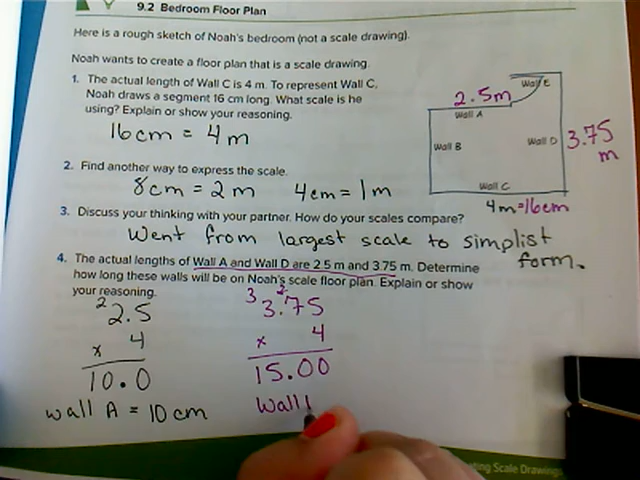 9.2 Bedroom Floor Plan
Here is a rough sketch of Noah's bedroom (not a scale drawing).
Noah wants to create a floor plan that is a scale drawing.
1. The actual length of Wall C is 4 m. To represent Wall C,
Noah draws a segment 16 cm long. What scale is he
using? Explain or show your reasoning.
16cm = 4m
Wall E
2.5m
Wall A
Wall B
Wall D
3.75
m
Wall C
4m=16cm
2. Find another way to express the scale.
8cm = 2m 4cm = 1m
3. Discuss your thinking with your partner. How do your scales compare?
Went from largest scale to simplist
form.
4. The actual lengths of Wall A and Wall D are 2.5 m and 3.75 m. Determine
how long these walls will be on Noah's scale floor plan. Explain or show
your reasoning.
2
2.5
x 4
10.0
wall A = 10cm
3 2
3.75
x 4
15.00
Wall
ting Scale Drawings